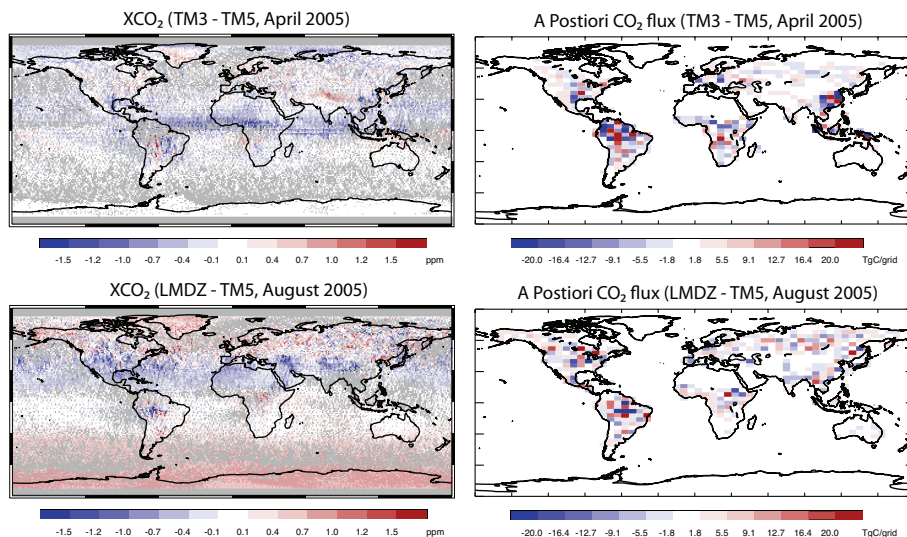 XCO₂ (TM3 - TM5, April 2005)
A Postiori CO₂ flux (TM3 - TM5, April 2005)
-1.5 -1.2 -1.0 -0.7 -0.4 -0.1 0.1 0.4 0.7 1.0 1.2 1.5
ppm
-20.0 -16.4 -12.7 -9.1 -5.5 -1.8 1.8 5.5 9.1 12.7 16.4 20.0
TgC/grid
XCO₂ (LMDZ - TM5, August 2005)
A Postiori CO₂ flux (LMDZ - TM5, August 2005)
-1.5 -1.2 -1.0 -0.7 -0.4 -0.1 0.1 0.4 0.7 1.0 1.2 1.5
ppm
-20.0 -16.4 -12.7 -9.1 -5.5 -1.8 1.8 5.5 9.1 12.7 16.4 20.0
TgC/grid